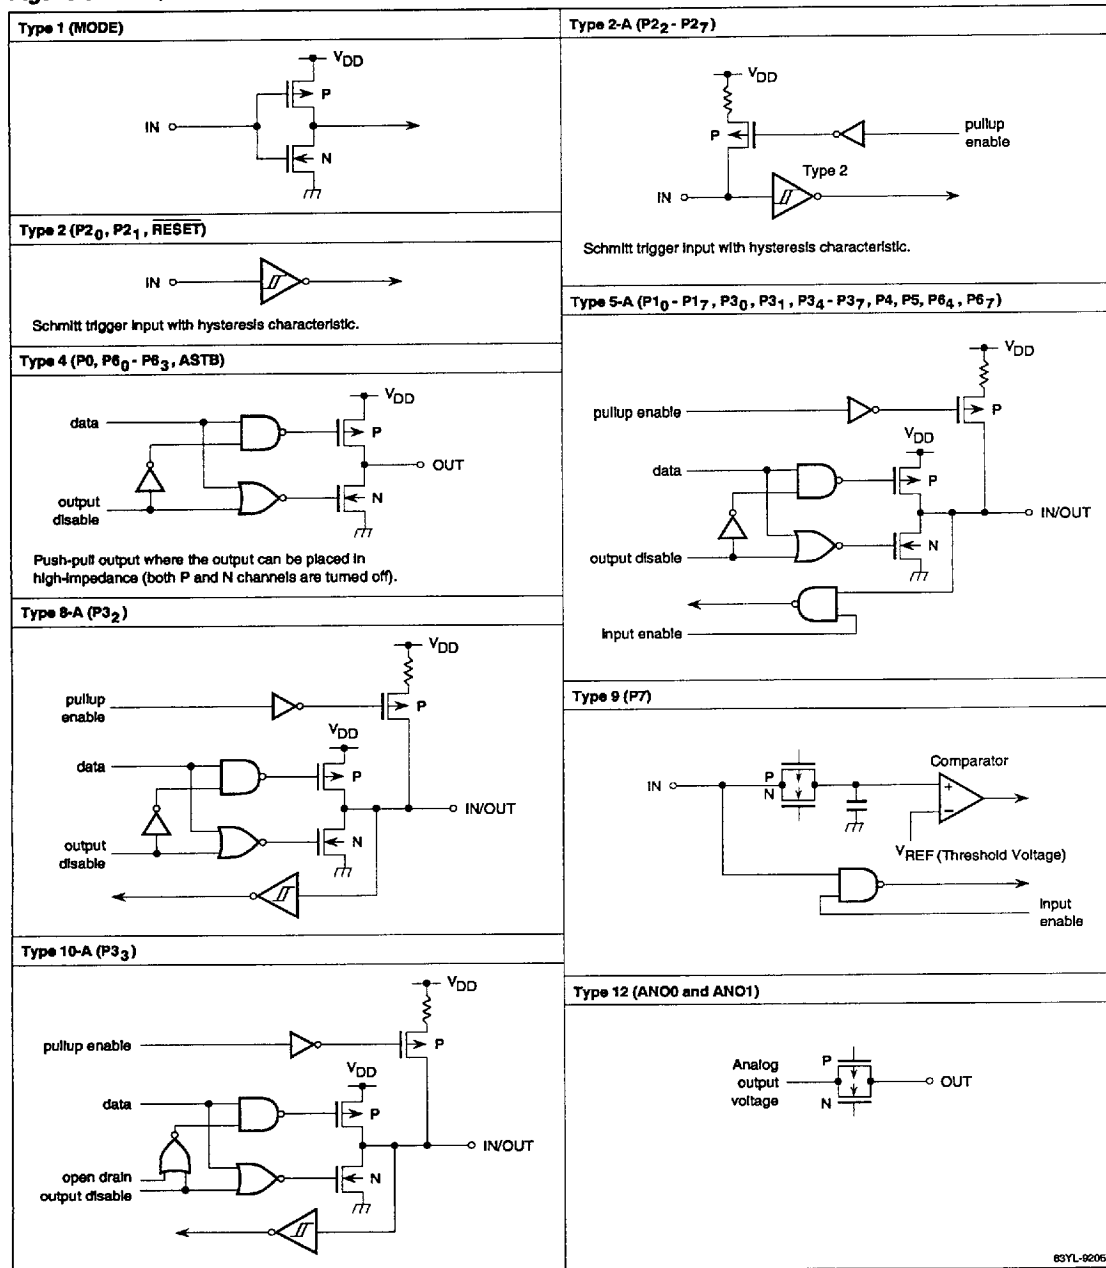 Type 1 (MODE)
VDD
P
IN
N
Type 2 (P20, P21, RESET)
IN
Schmitt trigger input with hysteresis characteristic.
Type 4 (P0, P60 - P63, ASTB)
VDD
data
P
OUT
output
disable
N
Push-pull output where the output can be placed in
high-impedance (both P and N channels are turned off).
Type 8-A (P32)
VDD
pullup
enable
P
VDD
data
P
IN/OUT
output
disable
N
Type 10-A (P33)
VDD
pullup enable
P
VDD
data
P
IN/OUT
open drain
output disable
N
Type 2-A (P22 - P27)
VDD
P
pullup
enable
Type 2
IN
Schmitt trigger input with hysteresis characteristic.
Type 5-A (P10 - P17, P30, P31, P34 - P37, P4, P5, P64, P67)
VDD
pullup enable
P
VDD
data
P
IN/OUT
output disable
N
Input enable
Type 9 (P7)
Comparator
IN
P
N
+
−
VREF (Threshold Voltage)
Input
enable
Type 12 (ANO0 and ANO1)
Analog
output
voltage
P
N
OUT
83YL-9206